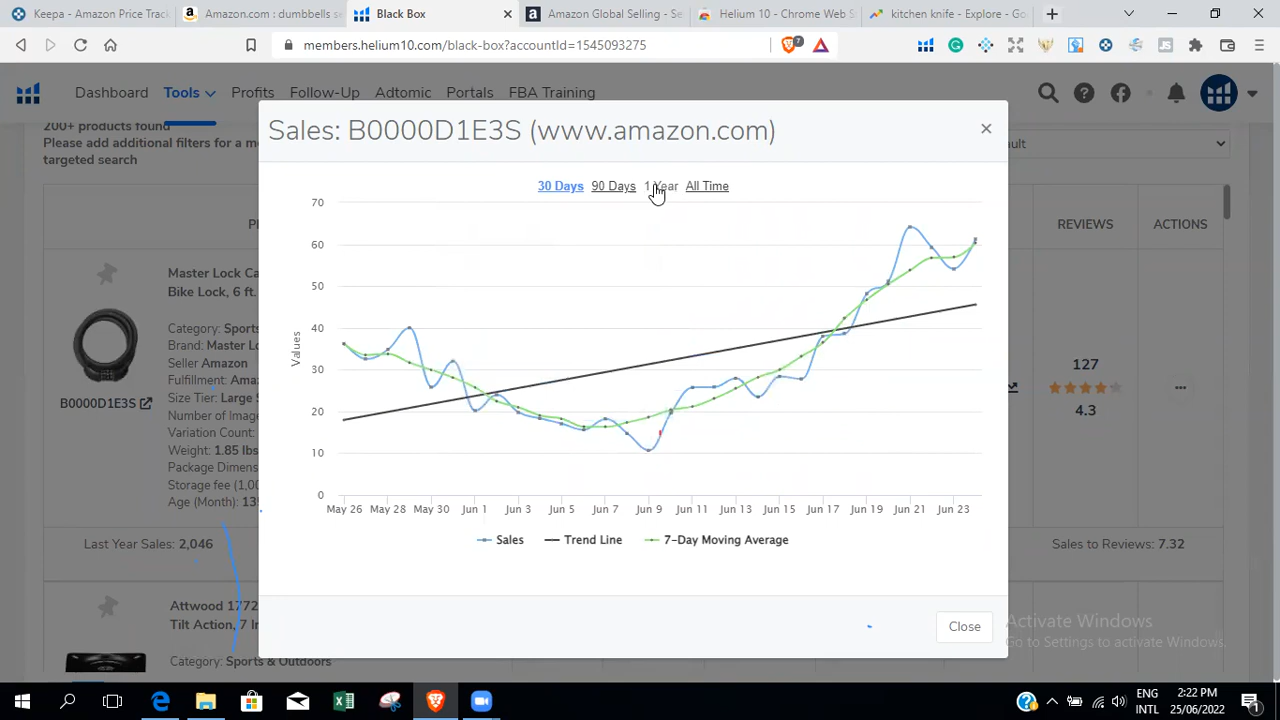 Keepa - Amazon Price Track
Amazon.com : dumbbells se
Black Box
Amazon Global Selling - Se
Helium 10 - Chrome Web S
kitchen knife - Explore - Go
members.helium10.com/black-box?accountId=1545093275
7
Dashboard
Tools
Profits
Follow-Up
Adtomic
Portals
FBA Training
200+ products found
Please add additional filters for a m
targeted search
ault
Sales: B0000D1E3S (www.amazon.com)
30 Days
90 Days
1 Year
All Time
REVIEWS
ACTIONS
Master Lock Ca
Bike Lock, 6 ft.
Category: Sports
Brand: Master Lo
Seller Amazon
Fulfillment: Amaz
Size Tier: Large S
Number of Image
Variation Count:
Weight: 1.85 lbs
Package Dimens
Storage fee (1,00
Age (Month): 13
B0000D1E3S
127
4.3
Values
70
60
50
40
30
20
10
0
May 26
May 28
May 30
Jun 1
Jun 3
Jun 5
Jun 7
Jun 9
Jun 11
Jun 13
Jun 15
Jun 17
Jun 19
Jun 21
Jun 23
Sales
Trend Line
7-Day Moving Average
Last Year Sales: 2,046
Sales to Reviews: 7.32
Attwood 1772
Tilt Action, 7 In
Category: Sports & Outdoors
Close
Activate Windows
Go to Settings to activate Windows.
ENG
INTL
2:22 PM
25/06/2022
1